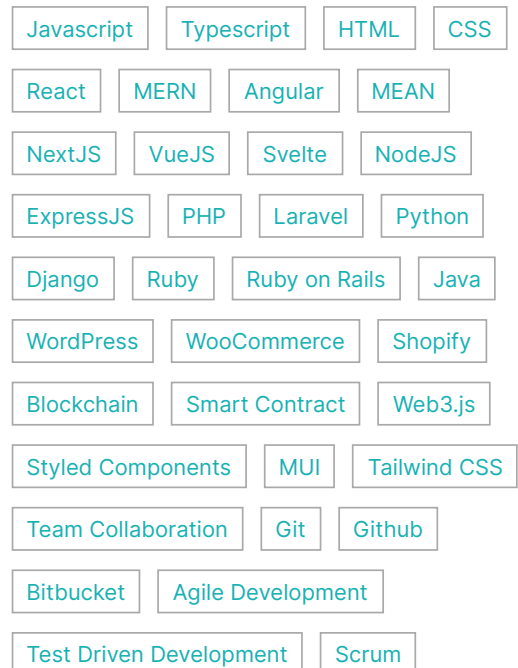 Javascript Typescript HTML CSS
React MERN Angular MEAN
NextJS VueJS Svelte NodeJS
ExpressJS PHP Laravel Python
Django Ruby Ruby on Rails Java
WordPress WooCommerce Shopify
Blockchain Smart Contract Web3.js
Styled Components MUI Tailwind CSS
Team Collaboration Git Github
Bitbucket Agile Development
Test Driven Development Scrum